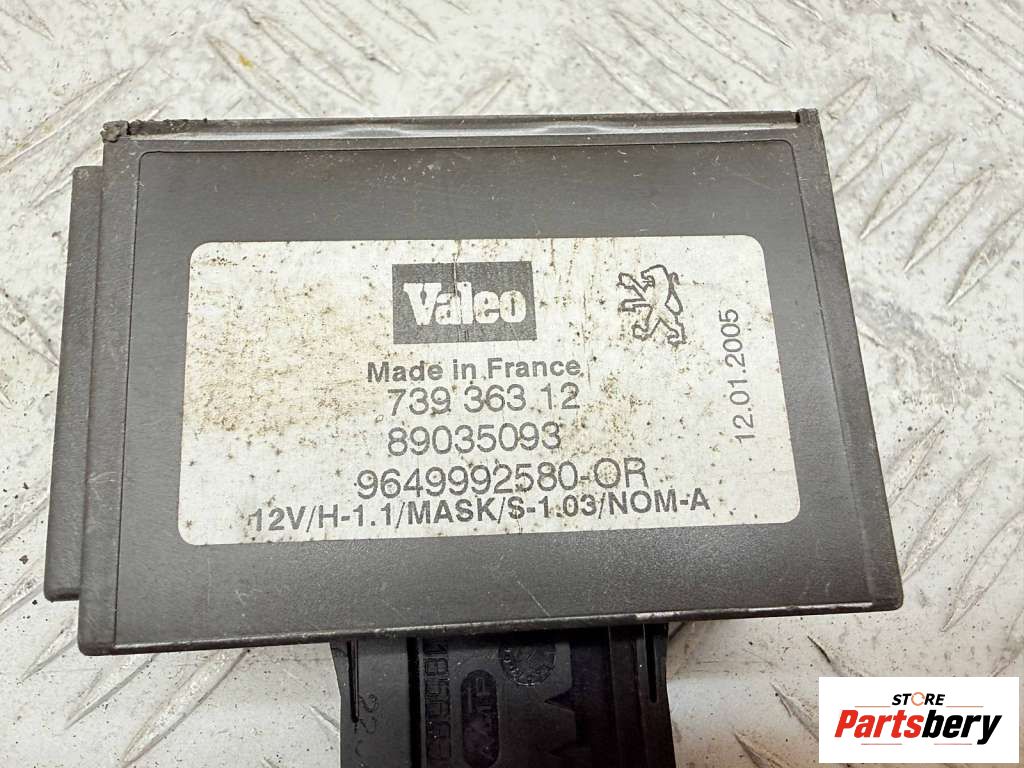 Valeo
Made in France
739 363 12
89035093
9649992580-OR
12V/H-1.1/MASK/S-1.03/NOM-A
12.01.2005
STORE
Partsbery